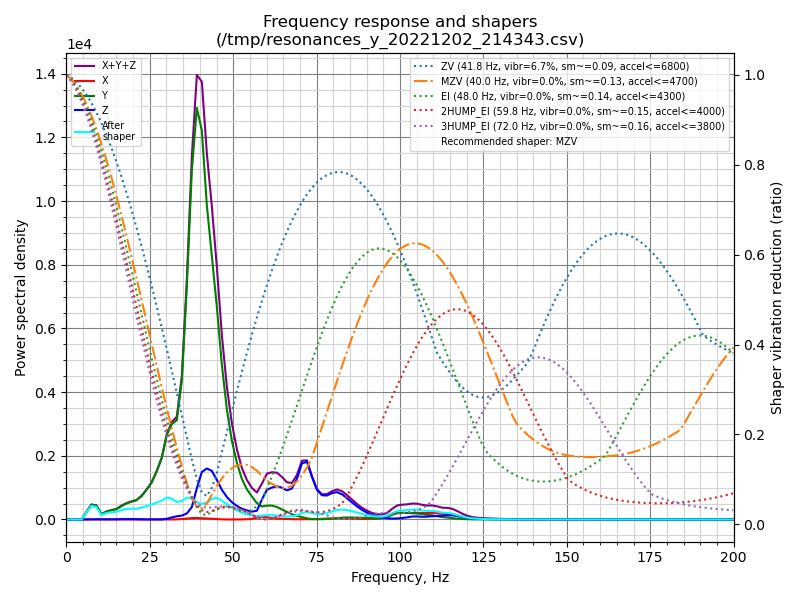 Frequency response and shapers
(/tmp/resonances_y_20221202_214343.csv)
1e4
X+Y+Z
X
Y
Z
After
shaper
ZV (41.8 Hz, vibr=6.7%, sm~=0.09, accel<=6800)
MZV (40.0 Hz, vibr=0.0%, sm~=0.13, accel<=4700)
EI (48.0 Hz, vibr=0.0%, sm~=0.14, accel<=4300)
2HUMP_EI (59.8 Hz, vibr=0.0%, sm~=0.15, accel<=4000)
3HUMP_EI (72.0 Hz, vibr=0.0%, sm~=0.16, accel<=3800)
Recommended shaper: MZV
Power spectral density
1.4
1.2
1.0
0.8
0.6
0.4
0.2
0.0
1.0
0.8
0.6
0.4
0.2
0.0
Shaper vibration reduction (ratio)
0 25 50 75 100 125 150 175 200
Frequency, Hz